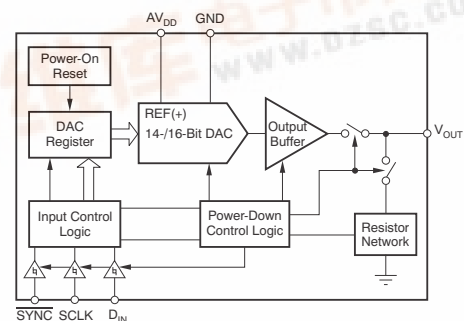 AVDD GND
Power-On
Reset
DAC
Register
REF(+)
14-/16-Bit DAC
Output
Buffer
VOUT
Input Control
Logic
Power-Down
Control Logic
Resistor
Network
SYNC SCLK DIN